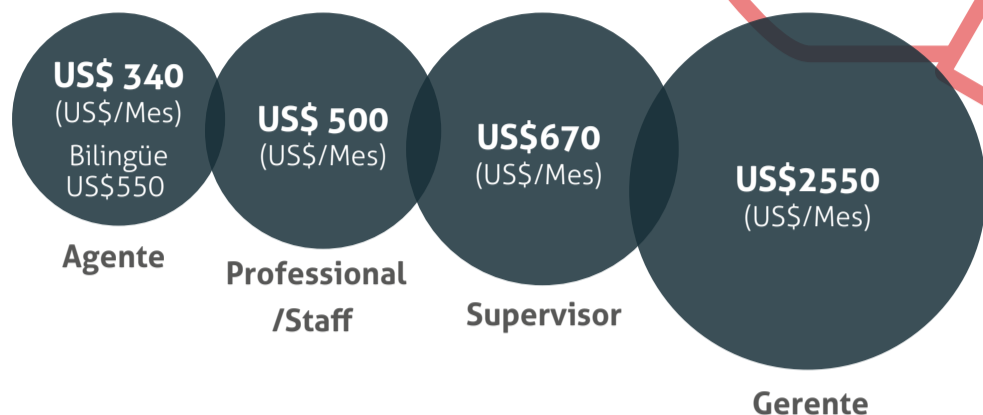 US$ 340
(US$/Mes)
Bilingüe
US$550
Agente
US$ 500
(US$/Mes)
Professional
/Staff
US$670
(US$/Mes)
Supervisor
US$2550
(US$/Mes)
Gerente